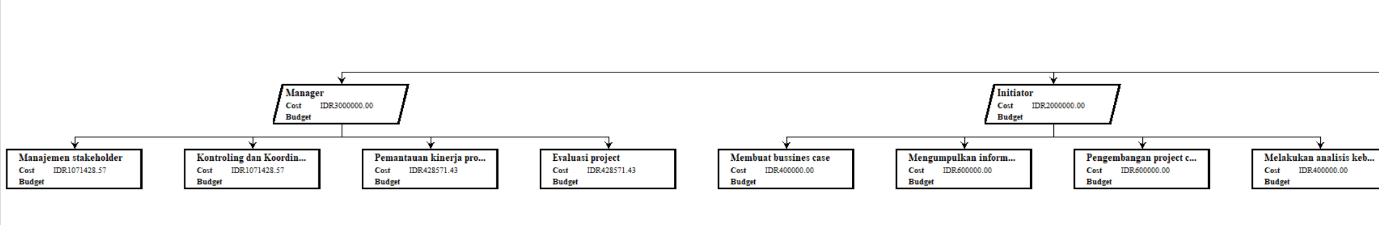 Manager
Cost IDR3000000.00
Budget
Initiator
Cost IDR2000000.00
Budget
Manajemen stakeholder
Cost IDR1071428.57
Budget
Kontroling dan Koordin...
Cost IDR1071428.57
Budget
Pemantauan kinerja pro...
Cost IDR428571.43
Budget
Evaluasi project
Cost IDR428571.43
Budget
Membuat bussines case
Cost IDR400000.00
Budget
Mengumpulkan inform...
Cost IDR600000.00
Budget
Pengembangan project c...
Cost IDR600000.00
Budget
Melakukan analisis keb...
Cost IDR400000.00
Budget